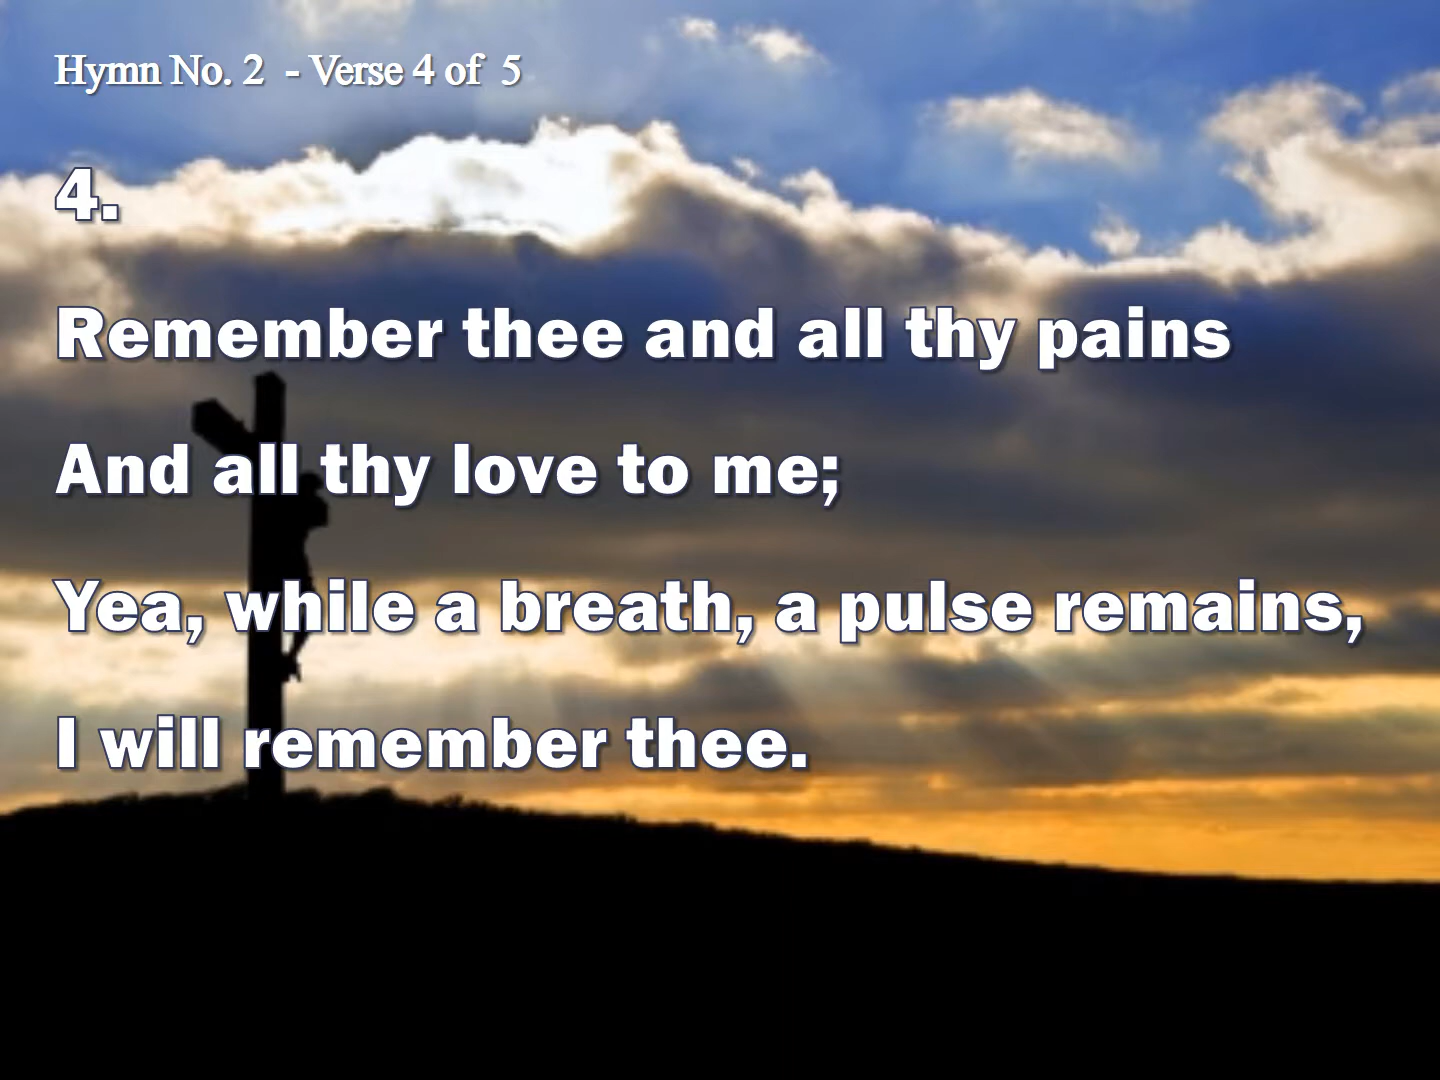 Hymn No. 2 - Verse 4 of 5
4.
Remember thee and all thy pains
And all thy love to me;
Yea, while a breath, a pulse remains,
I will remember thee.